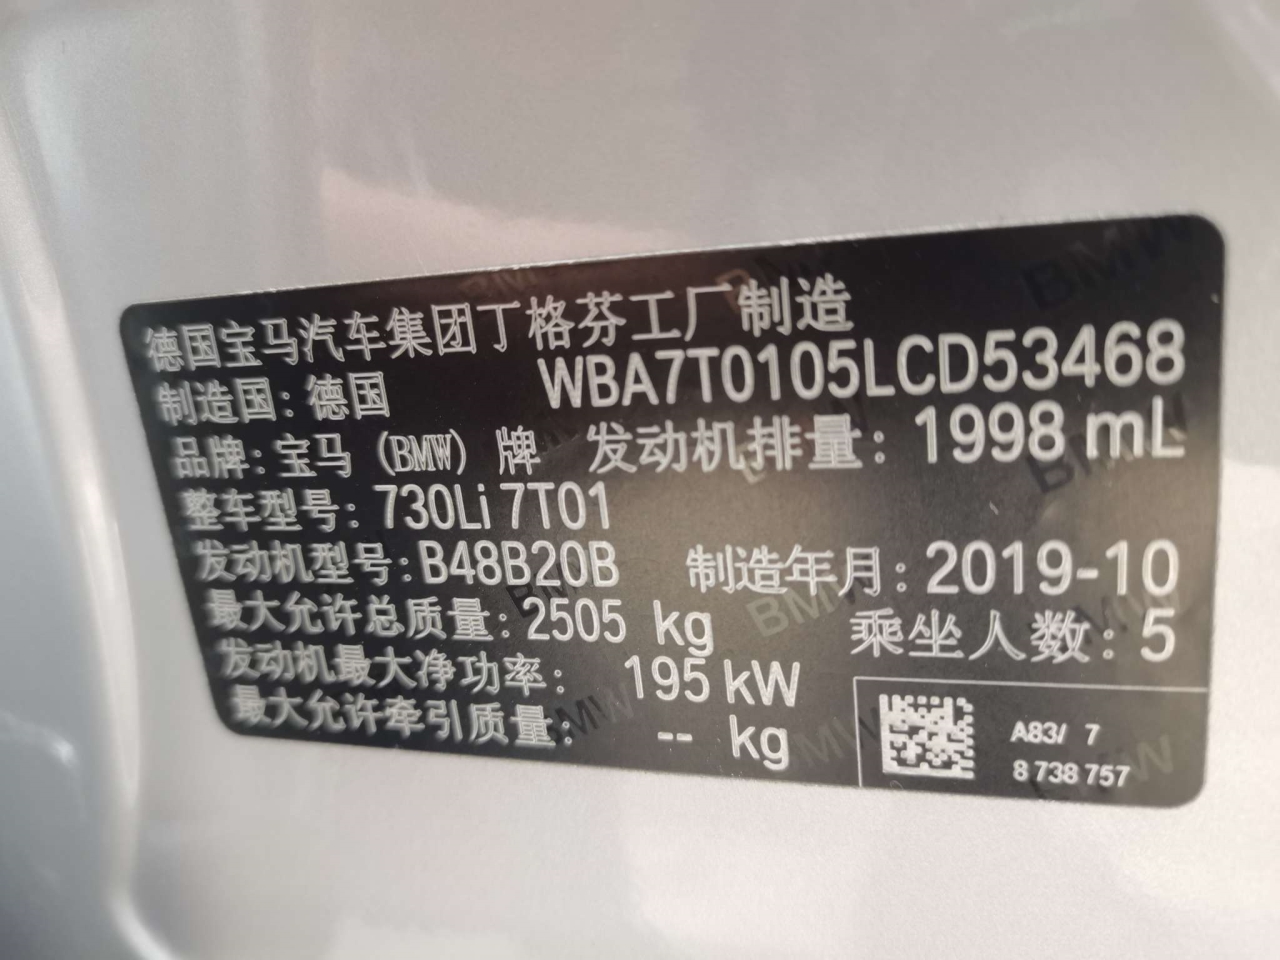 德国宝马汽车集团丁格芬工厂制造
制造国：德国 WBA7T0105LCD53468
品牌：宝马 (BMW) 牌 发动机排量：1998 mL
整车型号：730Li 7T01
发动机型号：B48B20B 制造年月：2019-10
最大允许总质量：2505 kg 乘坐人数：5
发动机最大净功率：195 kW
最大允许牵引质量：-- kg
A83/ 7
8 738 757